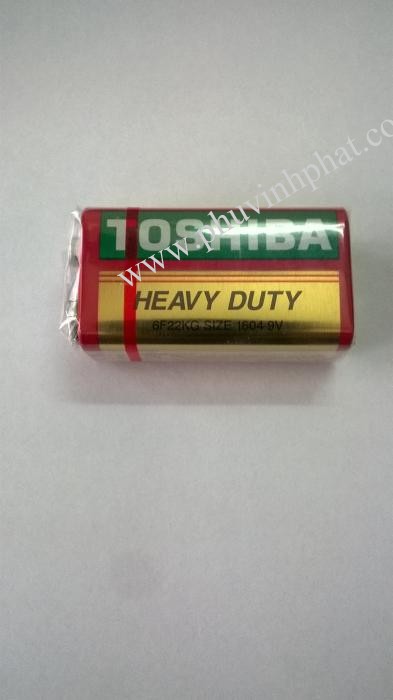 TOSHIBA
HEAVY DUTY
6F22KG SIZE 1604 9V
www.phuvinhphat.co